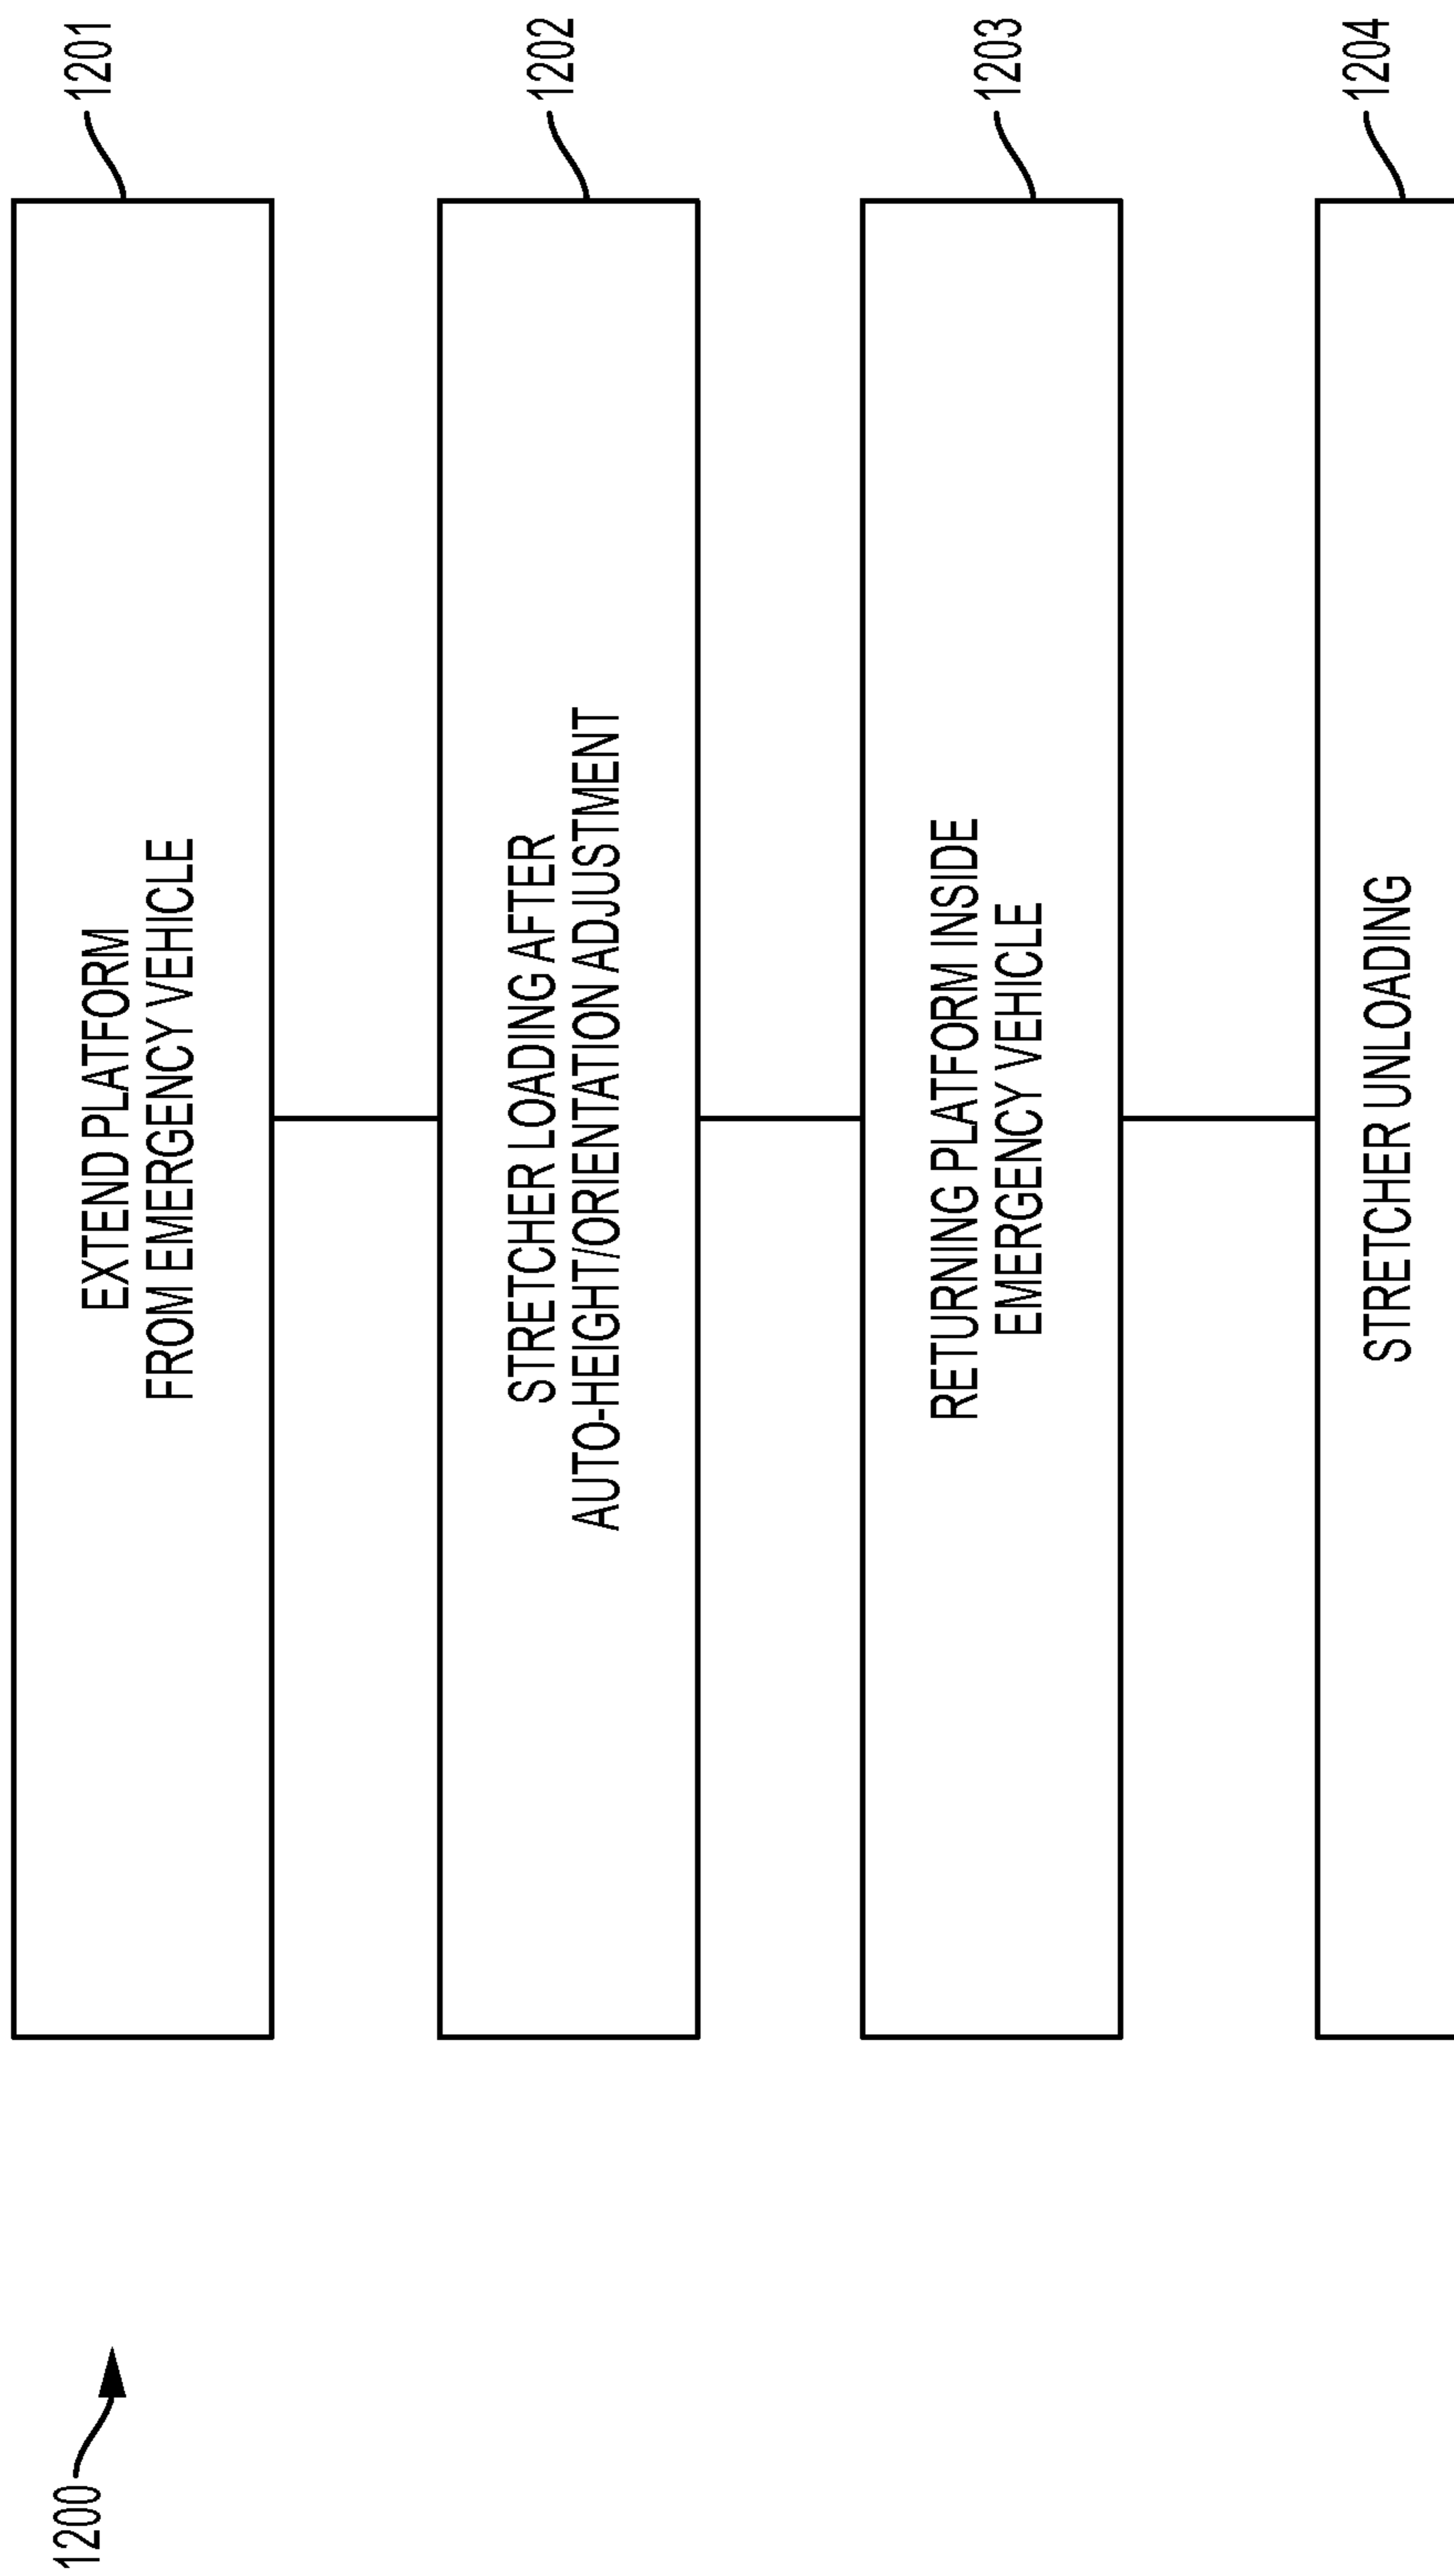 1200
1201
EXTEND PLATFORM
FROM EMERGENCY VEHICLE
1202
STRETCHER LOADING AFTER
AUTO-HEIGHT/ORIENTATION ADJUSTMENT
1203
RETURNING PLATFORM INSIDE
EMERGENCY VEHICLE
1204
STRETCHER UNLOADING